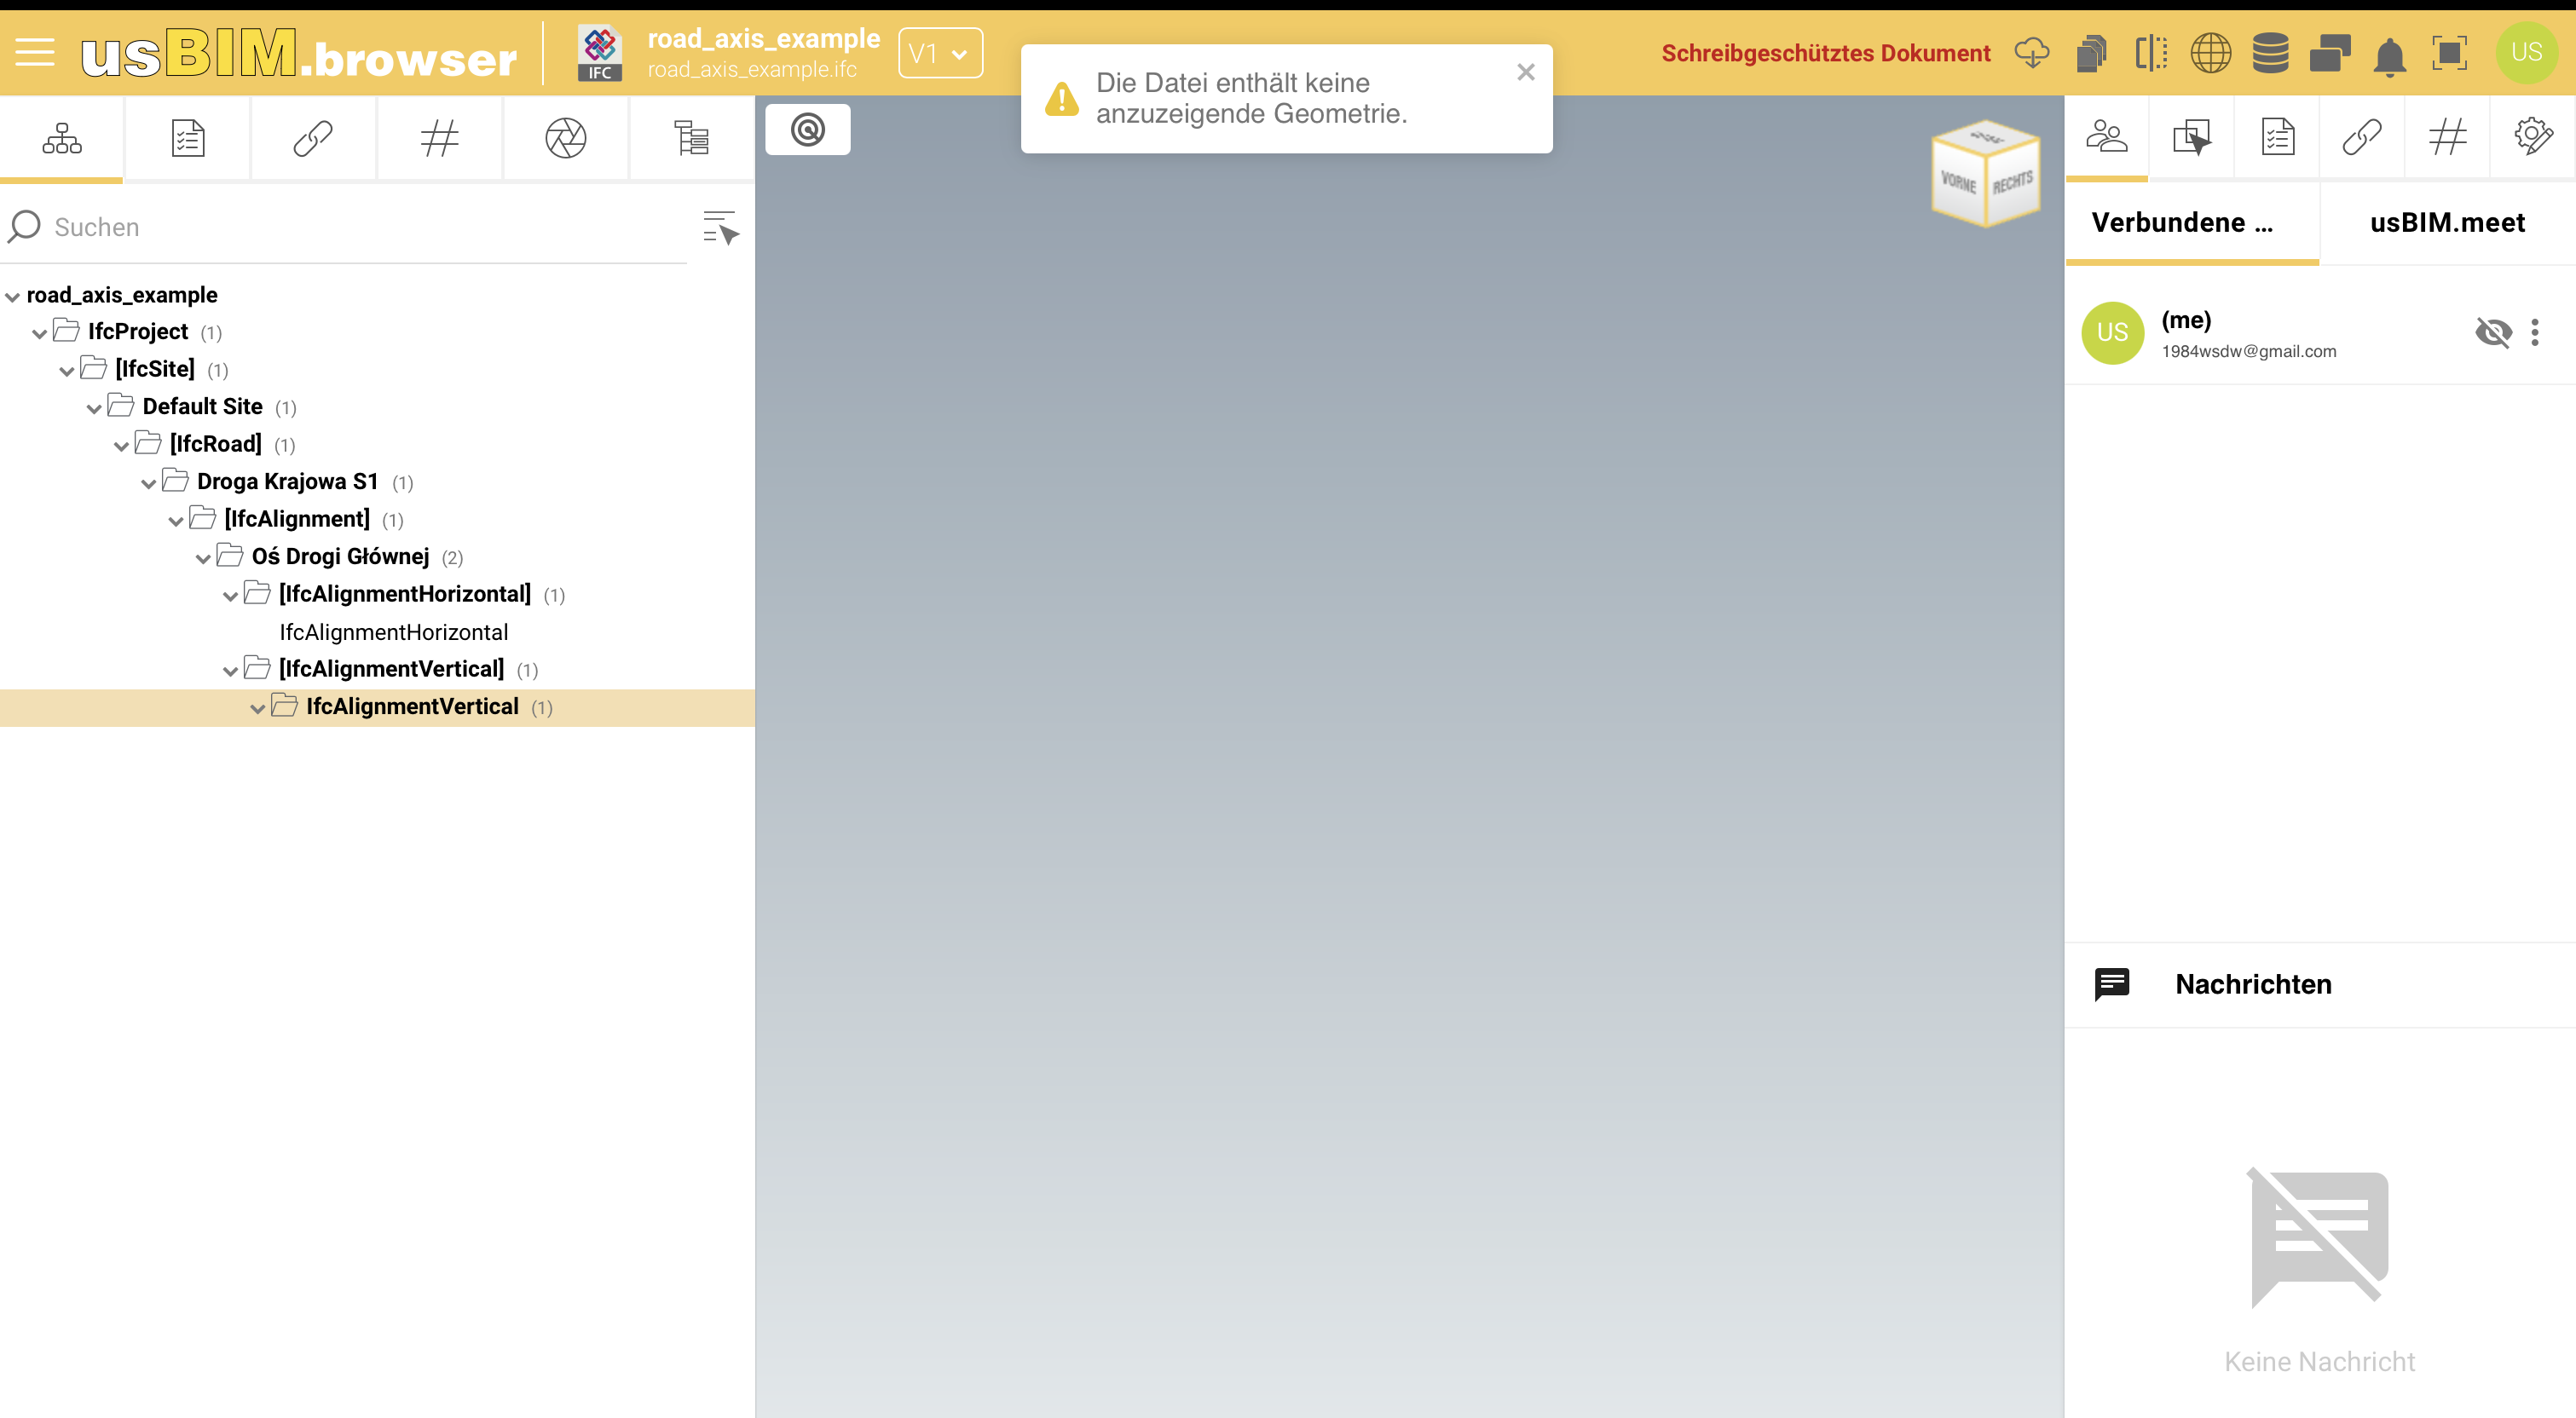 usBIM.browser
IFC
road_axis_example
road_axis_example.ifc
V1
Die Datei enthält keine
anzuzeigende Geometrie.
Schreibgeschütztes Dokument
US
Suchen
road_axis_example
IfcProject (1)
[IfcSite] (1)
Default Site (1)
[IfcRoad] (1)
Droga Krajowa S1 (1)
[IfcAlignment] (1)
Oś Drogi Głównej (2)
[IfcAlignmentHorizontal] (1)
IfcAlignmentHorizontal
[IfcAlignmentVertical] (1)
IfcAlignmentVertical (1)
VORNE
RECHTS
Verbundene ...
usBIM.meet
US
(me)
1984wsdw@gmail.com
Nachrichten
Keine Nachricht